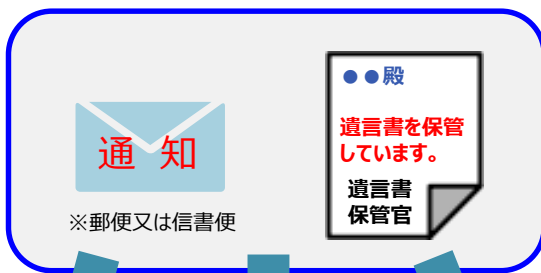 通 知
※郵便又は信書便
●●殿
遺言書を保管
しています。
遺言書
保管官